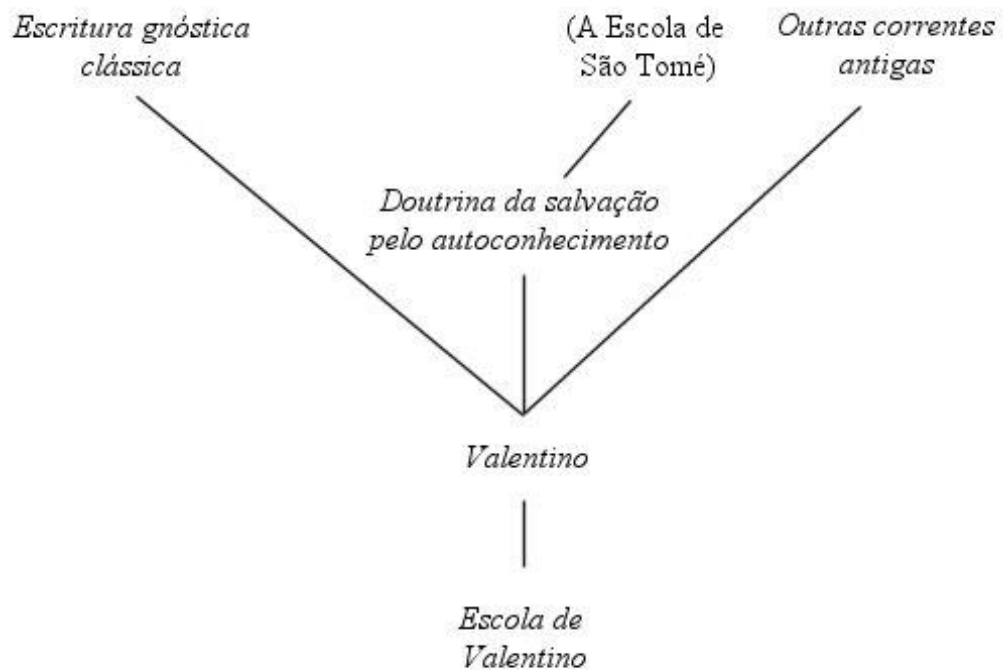 Escritura gnóstica
clássica
(A Escola de
São Tomé)
Outras correntes
antigas
Doutrina da salvação
pelo autoconhecimento
Valentino
Escola de
Valentino